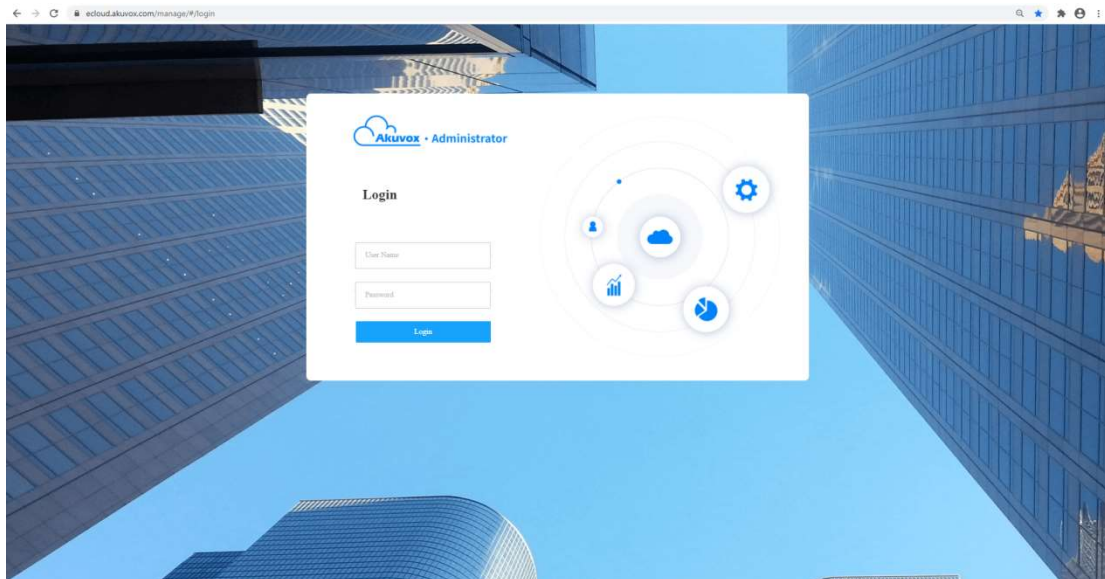 ecloud.akuvox.com/manage/#/login
Akuvox · Administrator
Login
User Name
Password
Login